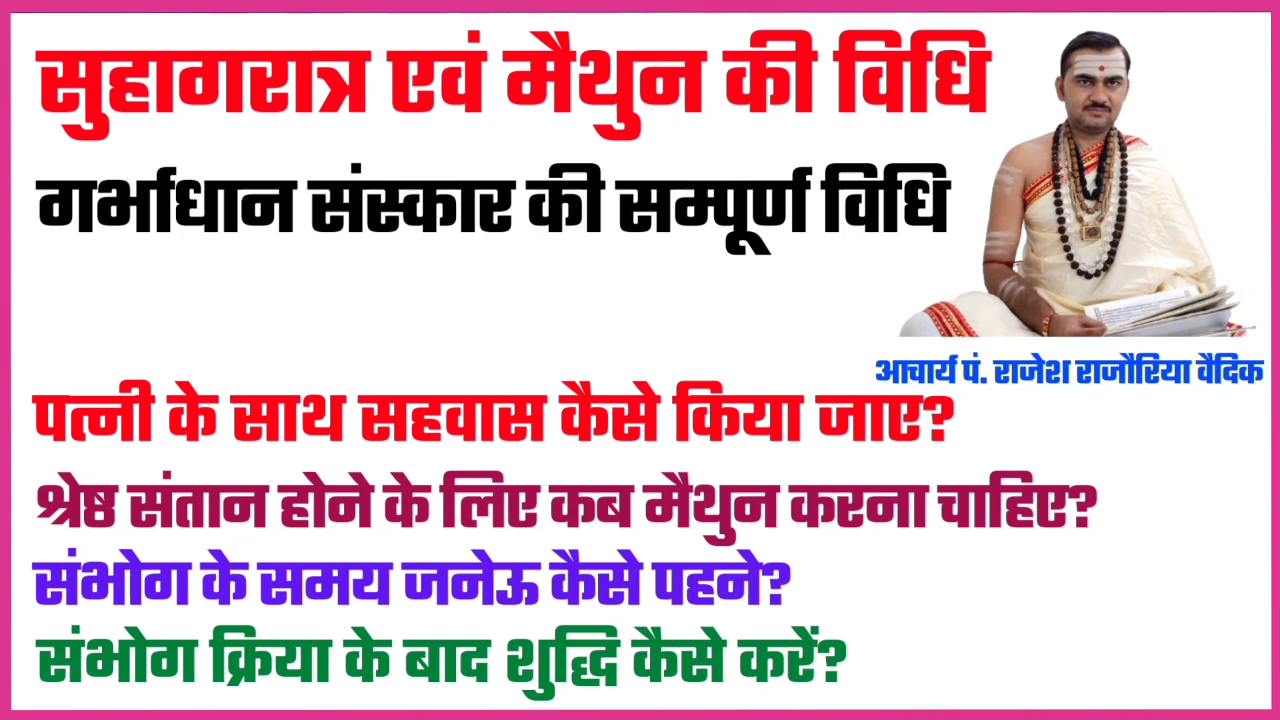 सुहागरात्र एवं मैथुन की विधि
गर्भाधान संस्कार की सम्पूर्ण विधि
आचार्य पं. राजेश राजौरिया वैदिक
पत्नी के साथ सहवास कैसे किया जाए?
श्रेष्ठ संतान होने के लिए कब मैथुन करना चाहिए?
संभोग के समय जनेऊ कैसे पहने?
संभोग क्रिया के बाद शुद्धि कैसे करें?